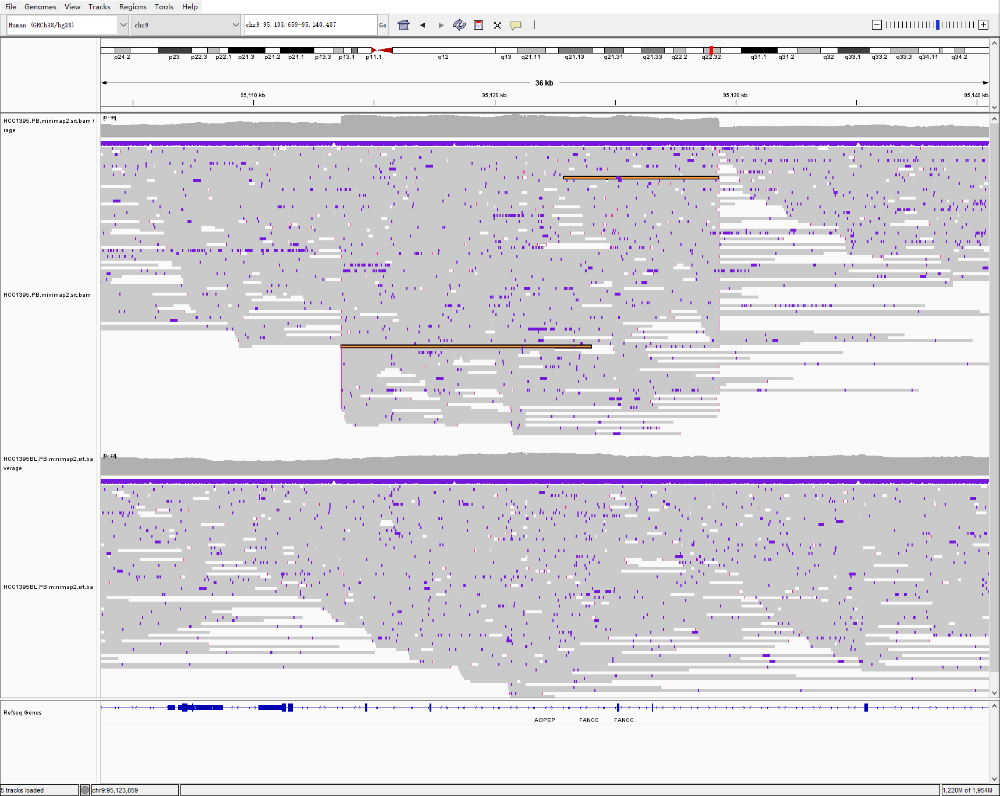 File Genomes View Tracks Regions Tools Help
Human (GRCh38/hg38) chr9 chr9:95,103,659-95,140,487 Go
p24.2 p23 p22.3 p22.1 p21.3 p21.2 p21.1 p13.3 p13.1 p11.1 q12 q13 q21.11 q21.13 q21.31 q21.33 q22.2 q22.32 q31.1 q31.2 q32 q33.1 q33.2 q33.3 q34.11 q34.2
36 kb
95,110 kb 95,120 kb 95,130 kb 95,140 kb
[0-99]
HCC1395.PB.minimap2.srt.bam
rage
HCC1395.PB.minimap2.srt.bam
[0-73]
HCC1395BL.PB.minimap2.srt.ba
verage
HCC1395BL.PB.minimap2.srt.ba
Refseq Genes
AOPEP FANCC FANCC
5 tracks loaded chr9:95,123,859 1,220M of 1,954M